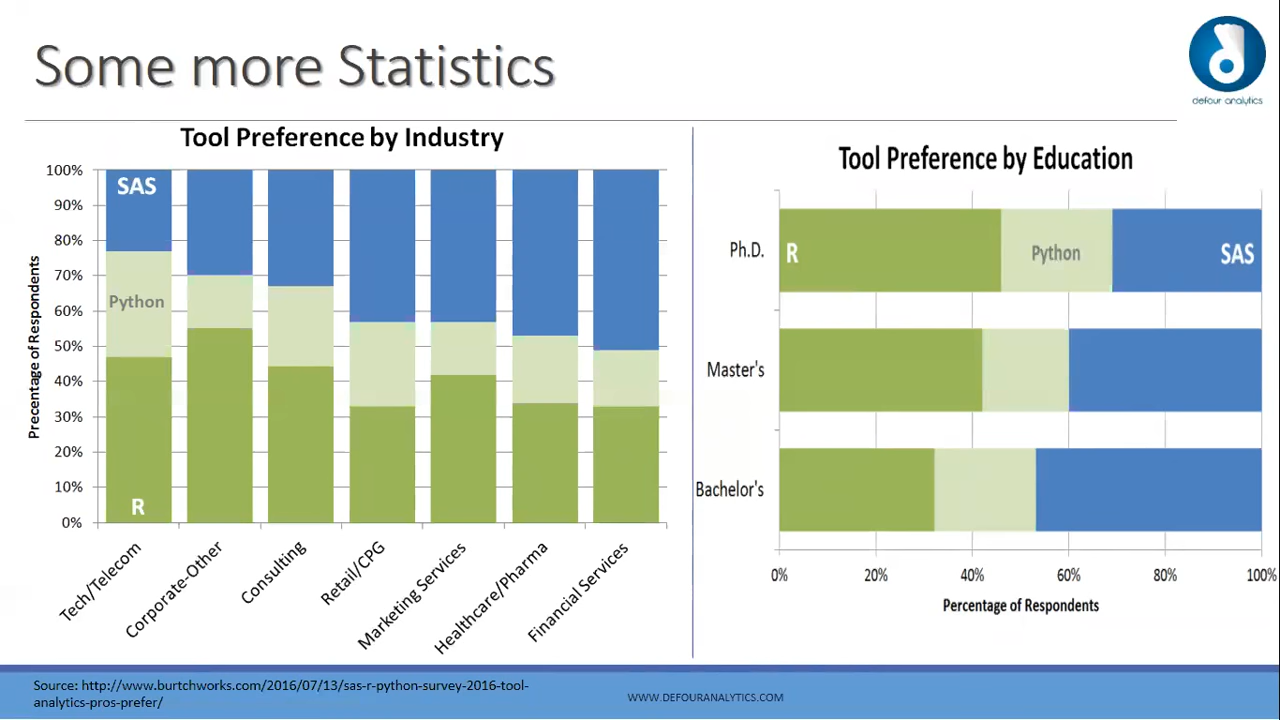 Some more Statistics
defour analytics
Tool Preference by Industry
Precentage of Respondents
100%
90%
80%
70%
60%
50%
40%
30%
20%
10%
0%
SAS
Python
R
Tech/Telecom
Corporate-Other
Consulting
Retail/CPG
Marketing Services
Healthcare/Pharma
Financial Services
Tool Preference by Education
Ph.D.
R
Python
SAS
Master's
Bachelor's
0%
20%
40%
60%
80%
100%
Percentage of Respondents
Source: http://www.burtchworks.com/2016/07/13/sas-r-python-survey-2016-tool-
analytics-pros-prefer/
WWW.DEFOURANALYTICS.COM